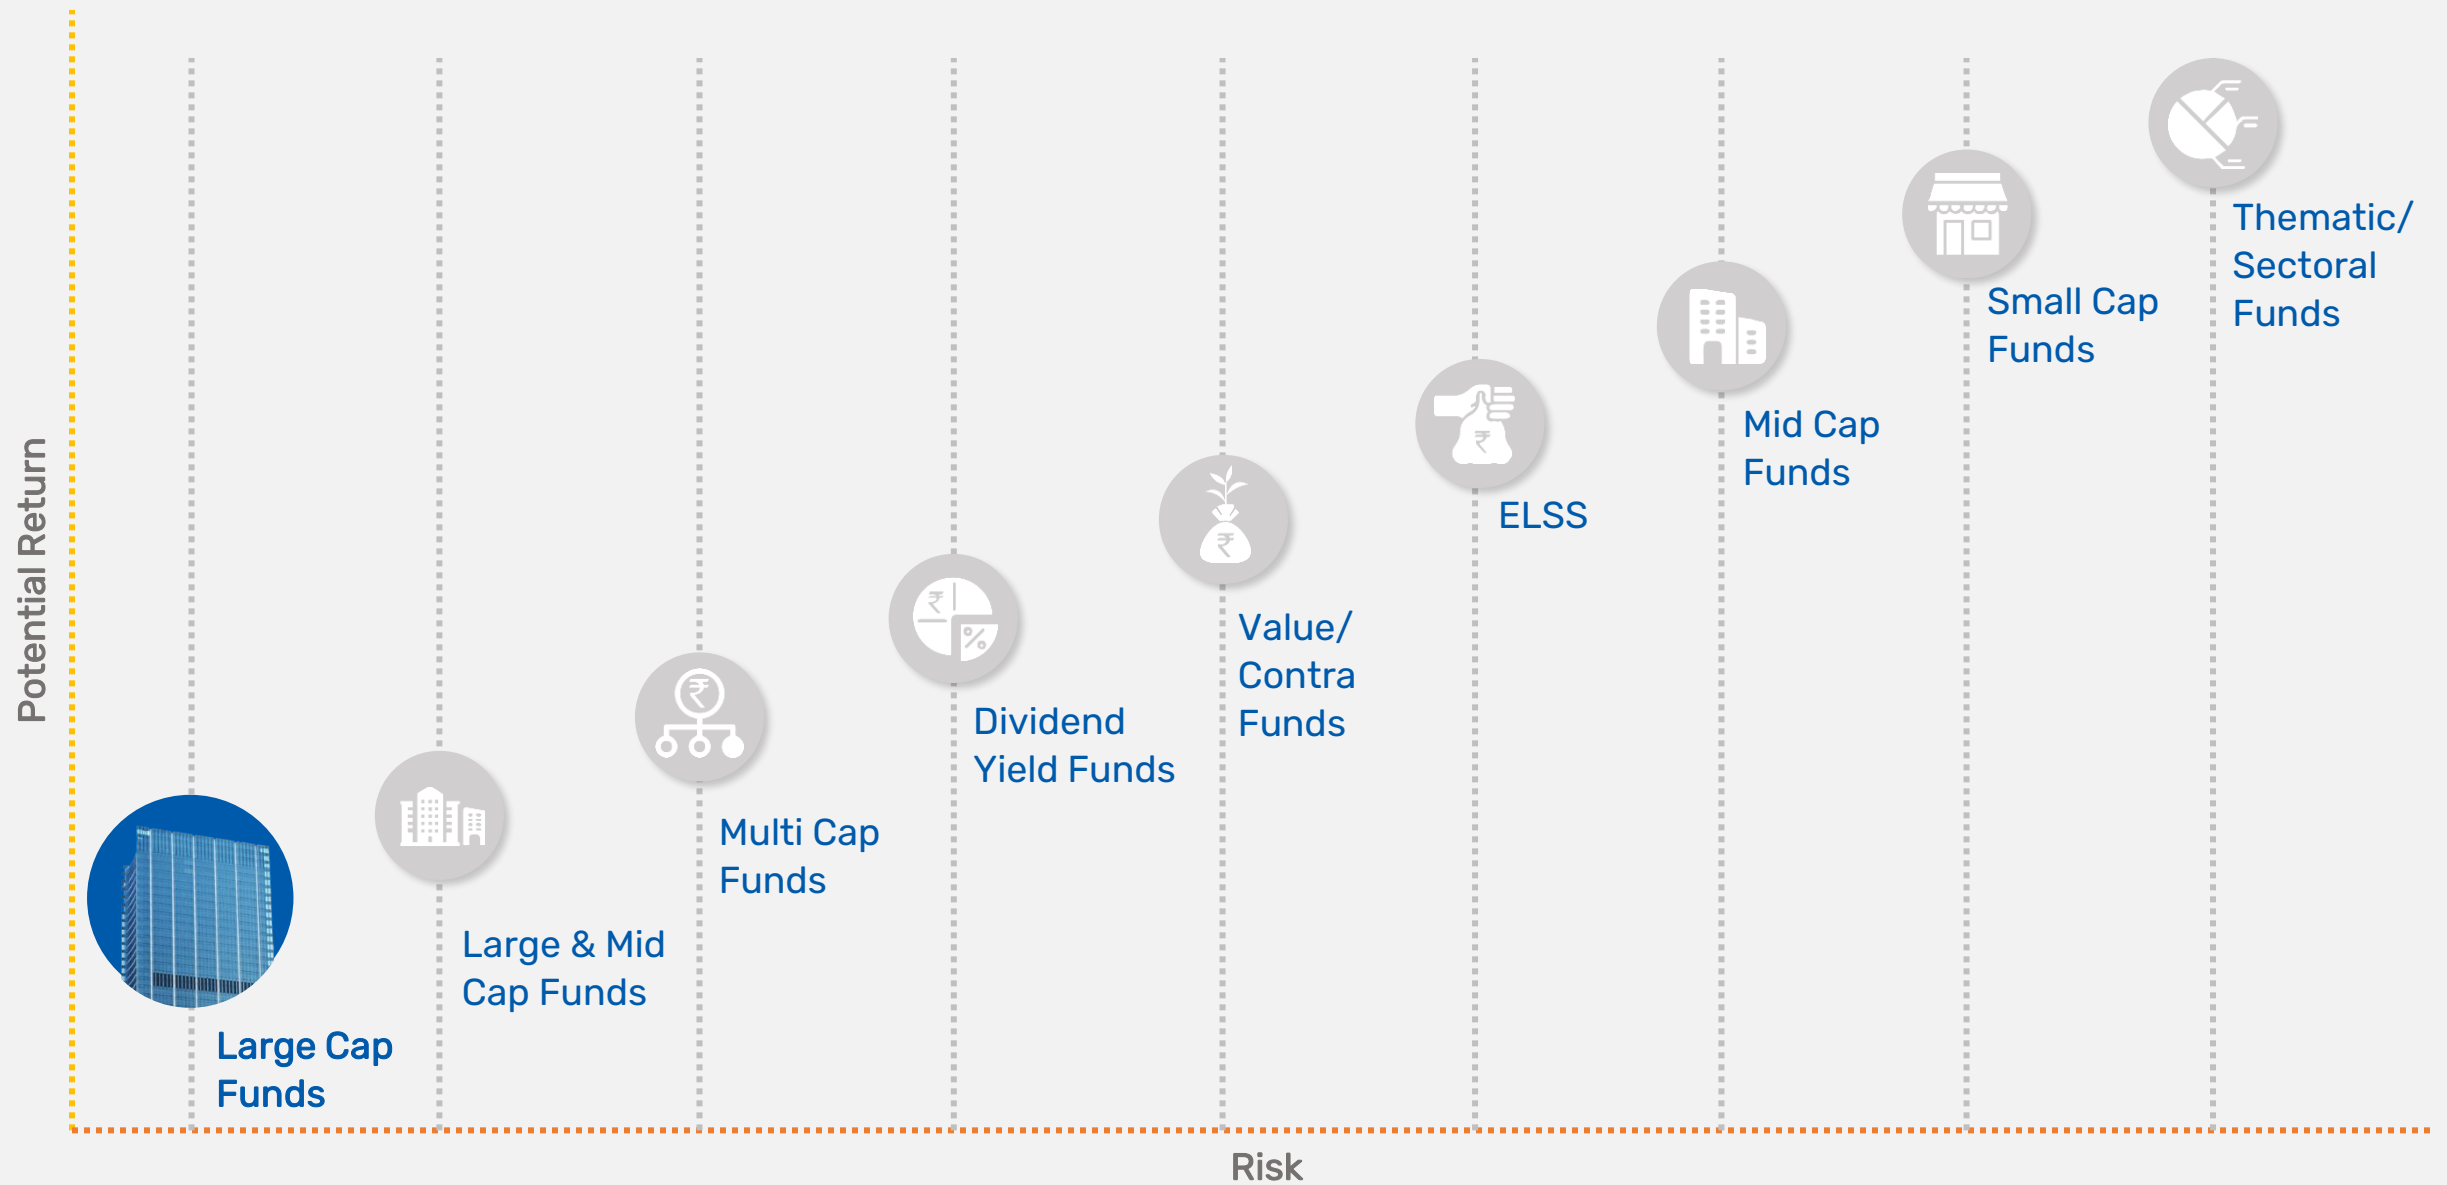 Potential Return
Large Cap
Funds
Large & Mid
Cap Funds
Multi Cap
Funds
₹
Dividend
Yield Funds
₹
%
Value/
Contra
Funds
₹
ELSS
₹
Mid Cap
Funds
Small Cap
Funds
Thematic/
Sectoral
Funds
Risk